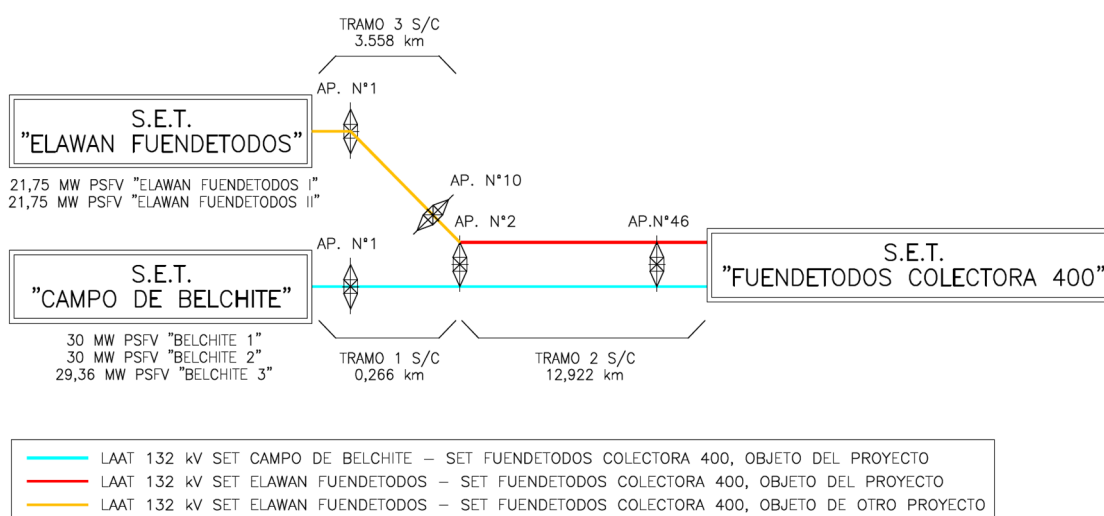 TRAMO 3 S/C
3.558 km
AP. N°1
S.E.T.
"ELAWAN FUENDETODOS"
21,75 MW PSFV "ELAWAN FUENDETODOS I"
21,75 MW PSFV "ELAWAN FUENDETODOS II"
AP. N°10
AP. N°2
AP.N°46
AP. N°1
S.E.T.
"CAMPO DE BELCHITE"
S.E.T.
"FUENDETODOS COLECTORA 400"
30 MW PSFV "BELCHITE 1"
30 MW PSFV "BELCHITE 2"
29,36 MW PSFV "BELCHITE 3"
TRAMO 1 S/C
0,266 km
TRAMO 2 S/C
12,922 km
LAAT 132 kV SET CAMPO DE BELCHITE – SET FUENDETODOS COLECTORA 400, OBJETO DEL PROYECTO
LAAT 132 kV SET ELAWAN FUENDETODOS – SET FUENDETODOS COLECTORA 400, OBJETO DEL PROYECTO
LAAT 132 kV SET ELAWAN FUENDETODOS – SET FUENDETODOS COLECTORA 400, OBJETO DE OTRO PROYECTO